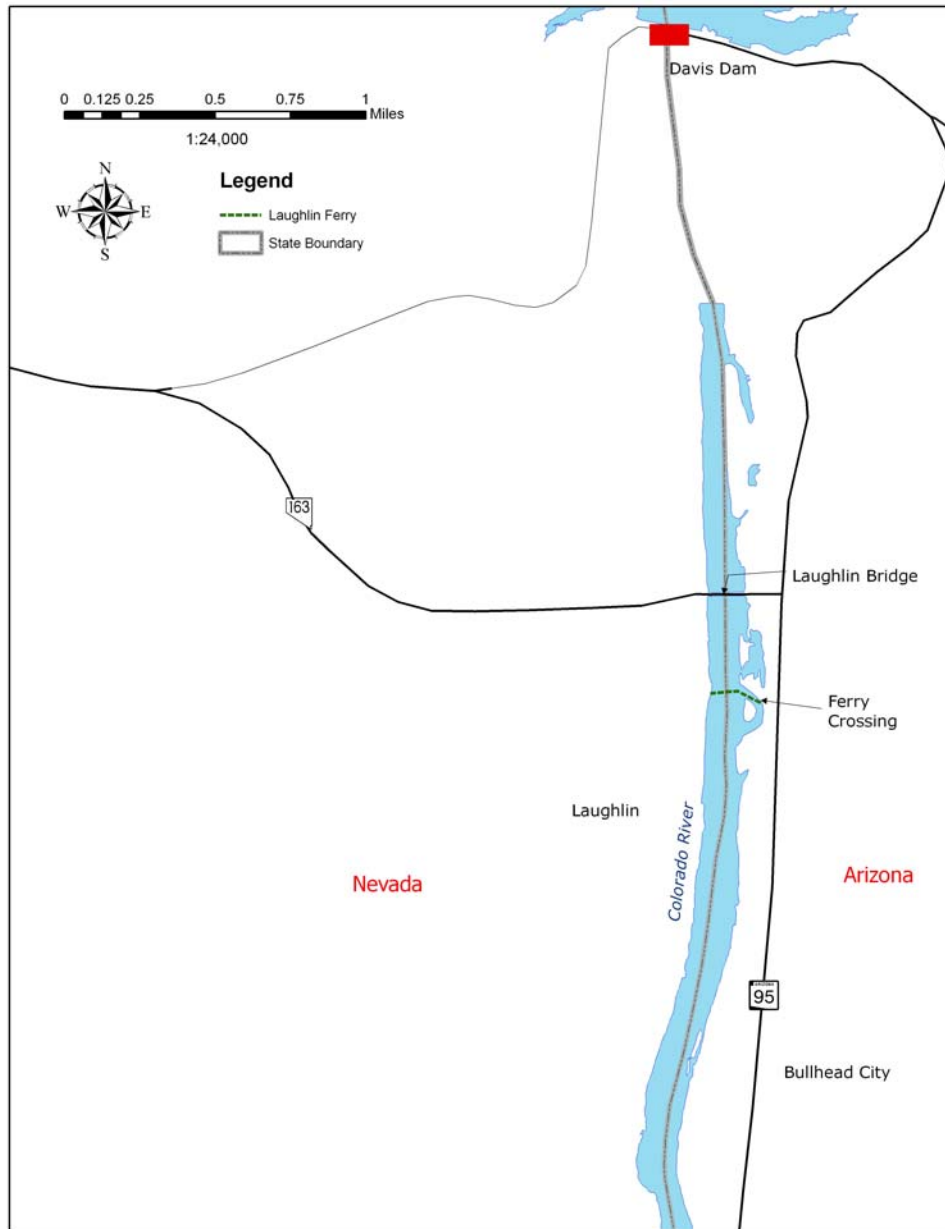 Davis Dam
0 0.125 0.25 0.5 0.75 1
Miles
1:24,000
N
W E
S
Legend
Laughlin Ferry
State Boundary
163
Laughlin Bridge
Ferry
Crossing
Laughlin
Colorado River
Nevada
Arizona
ARIZONA
95
Bullhead City